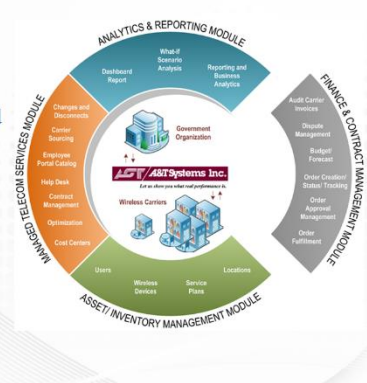 ANALYTICS & REPORTING MODULE
What-If
Scenario
Analysis
Dashboard
Report
Reporting and
Business
Analytics
MANAGED TELECOM SERVICES MODULE
Changes and
Disconnects
Carrier
Sourcing
Employee
Portal Catalog
Help Desk
Contract
Management
Optimization
Cost Centers
Government
Organization
A&T Systems Inc.
Let us show you what real performance is.
Wireless Carriers
FINANCE & CONTRACT MANAGEMENT MODULE
Audit Carrier
Invoices
Dispute
Management
Budget/
Forecast
Order Creation/
Status/ Tracking
Order
Approval
Management
Order
Fulfillment
Users
Wireless
Devices
Service
Plans
Locations
ASSET/ INVENTORY MANAGEMENT MODULE